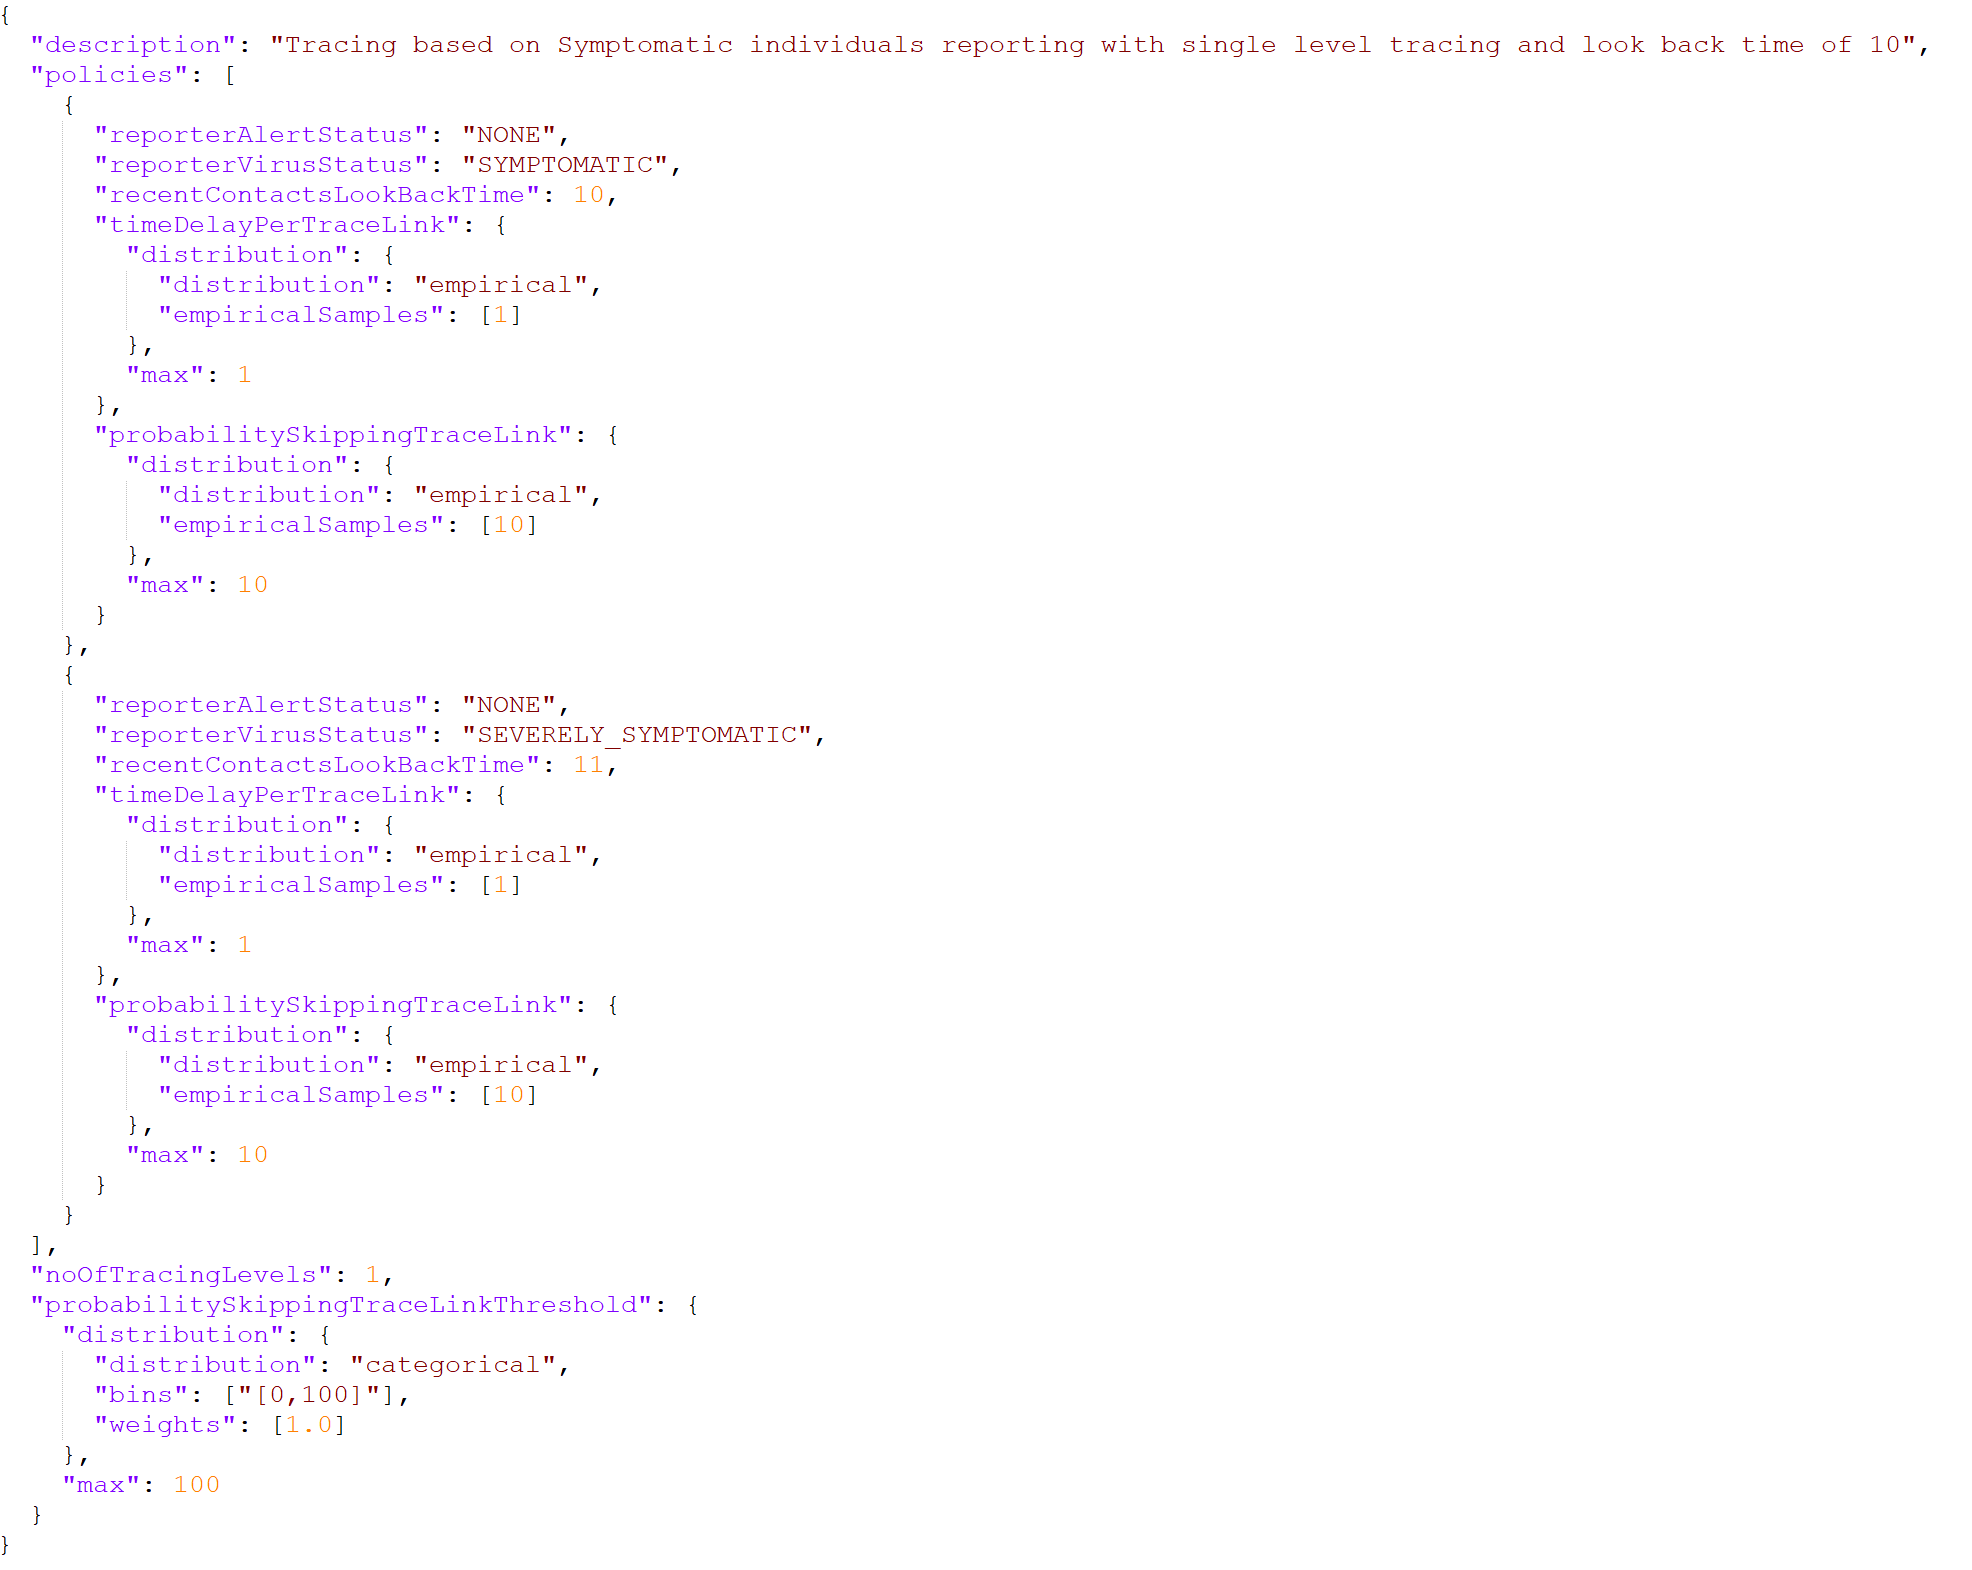 {
  "description": "Tracing based on Symptomatic individuals reporting with single level tracing and look back time of 10",
  "policies": [
    {
      "reporterAlertStatus": "NONE",
      "reporterVirusStatus": "SYMPTOMATIC",
      "recentContactsLookBackTime": 10,
      "timeDelayPerTraceLink": {
        "distribution": {
          "distribution": "empirical",
          "empiricalSamples": [1]
        },
        "max": 1
      },
      "probabilitySkippingTraceLink": {
        "distribution": {
          "distribution": "empirical",
          "empiricalSamples": [10]
        },
        "max": 10
      }
    },
    {
      "reporterAlertStatus": "NONE",
      "reporterVirusStatus": "SEVERELY_SYMPTOMATIC",
      "recentContactsLookBackTime": 11,
      "timeDelayPerTraceLink": {
        "distribution": {
          "distribution": "empirical",
          "empiricalSamples": [1]
        },
        "max": 1
      },
      "probabilitySkippingTraceLink": {
        "distribution": {
          "distribution": "empirical",
          "empiricalSamples": [10]
        },
        "max": 10
      }
    }
  ],
  "noOfTracingLevels": 1,
  "probabilitySkippingTraceLinkThreshold": {
    "distribution": {
      "distribution": "categorical",
      "bins": ["[0,100]"],
      "weights": [1.0]
    },
    "max": 100
  }
}